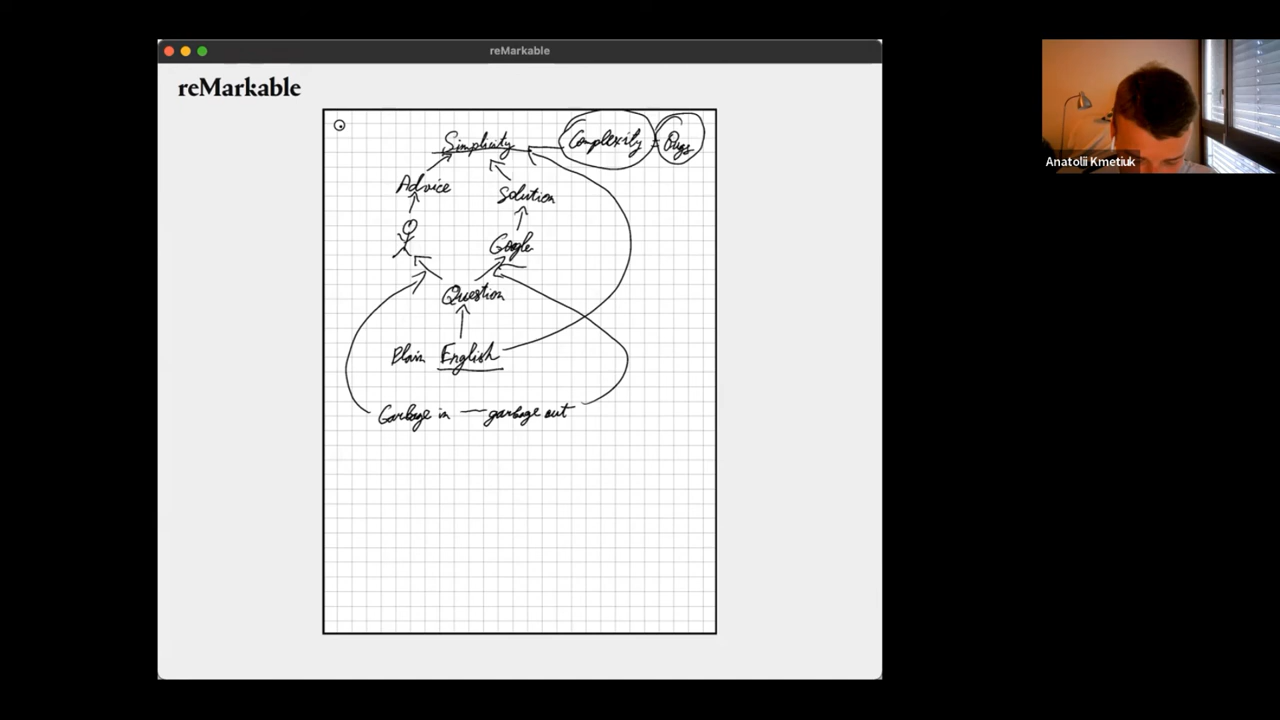 reMarkable
reMarkable
Simplicity Complexity = Bugs
Advice
Solution
Google
Question
Plain English
Garbage in — garbage out
Anatolii Kmetiuk